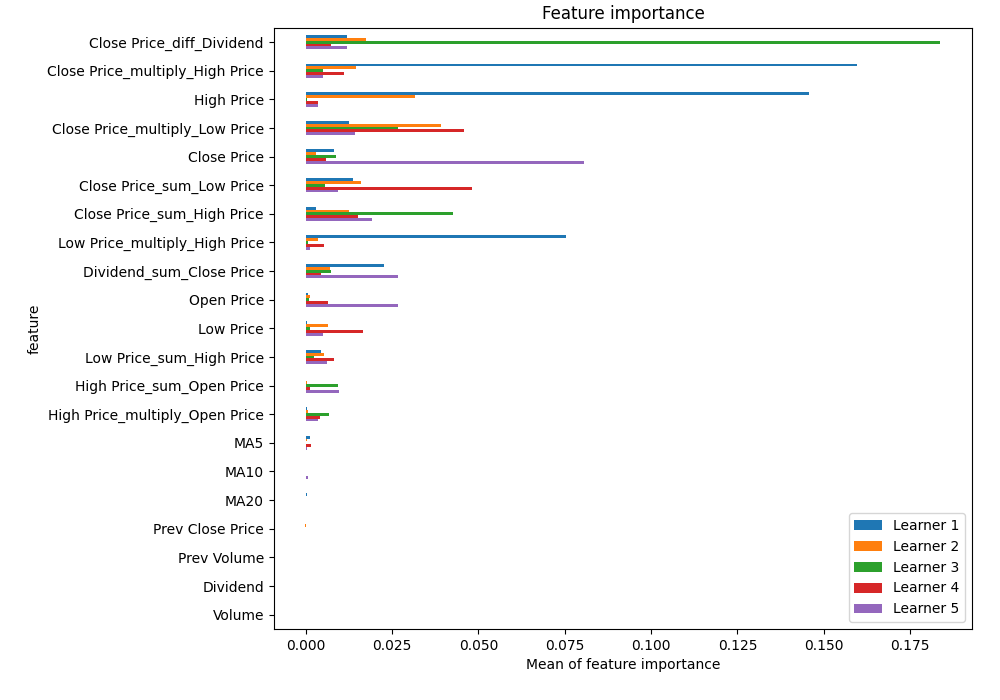 Feature importance
feature
Close Price_diff_Dividend
Close Price_multiply_High Price
High Price
Close Price_multiply_Low Price
Close Price
Close Price_sum_Low Price
Close Price_sum_High Price
Low Price_multiply_High Price
Dividend_sum_Close Price
Open Price
Low Price
Low Price_sum_High Price
High Price_sum_Open Price
High Price_multiply_Open Price
MA5
MA10
MA20
Prev Close Price
Prev Volume
Dividend
Volume
Learner 1
Learner 2
Learner 3
Learner 4
Learner 5
0.000 0.025 0.050 0.075 0.100 0.125 0.150 0.175
Mean of feature importance